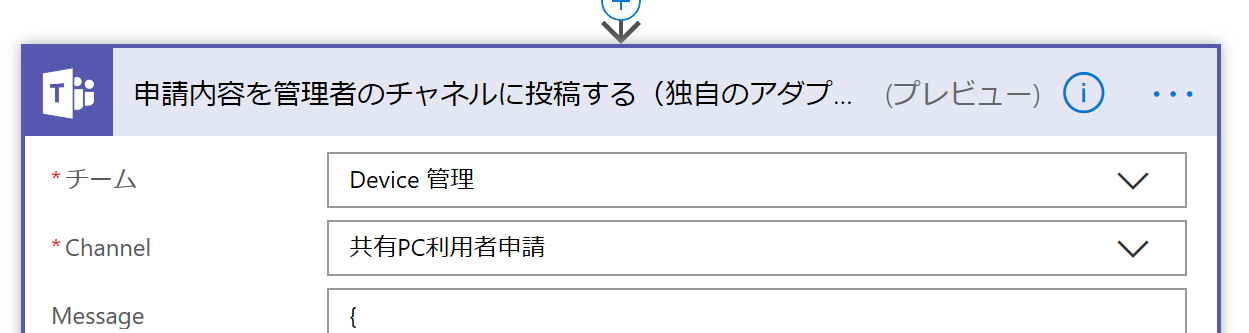 申請内容を管理者のチャネルに投稿する（独自のアダプ... (プレビュー)
* チーム Device 管理
* Channel 共有PC利用者申請
Message {